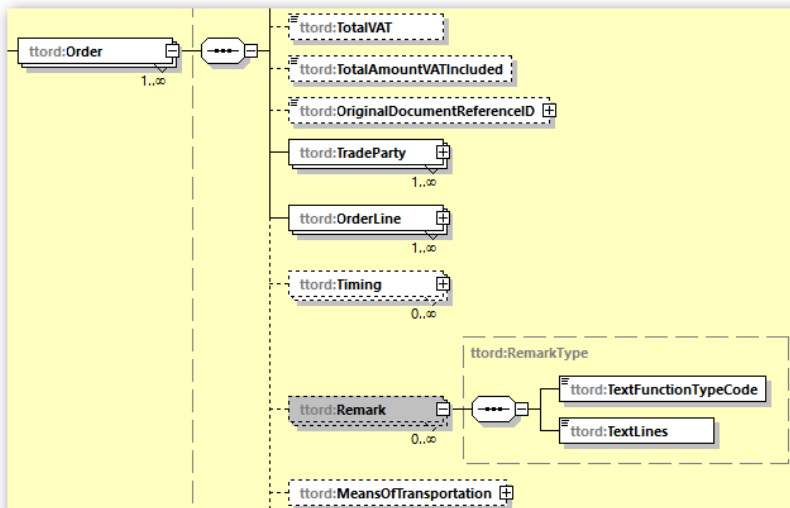 ttord:TotalVAT
ttord:Order
1..∞
ttord:TotalAmountVATIncluded
ttord:OriginalDocumentReferenceID
ttord:TradeParty
1..∞
ttord:OrderLine
1..∞
ttord:Timing
0..∞
ttord:RemarkType
ttord:TextFunctionTypeCode
ttord:Remark
0..∞
ttord:TextLines
ttord:MeansOfTransportation